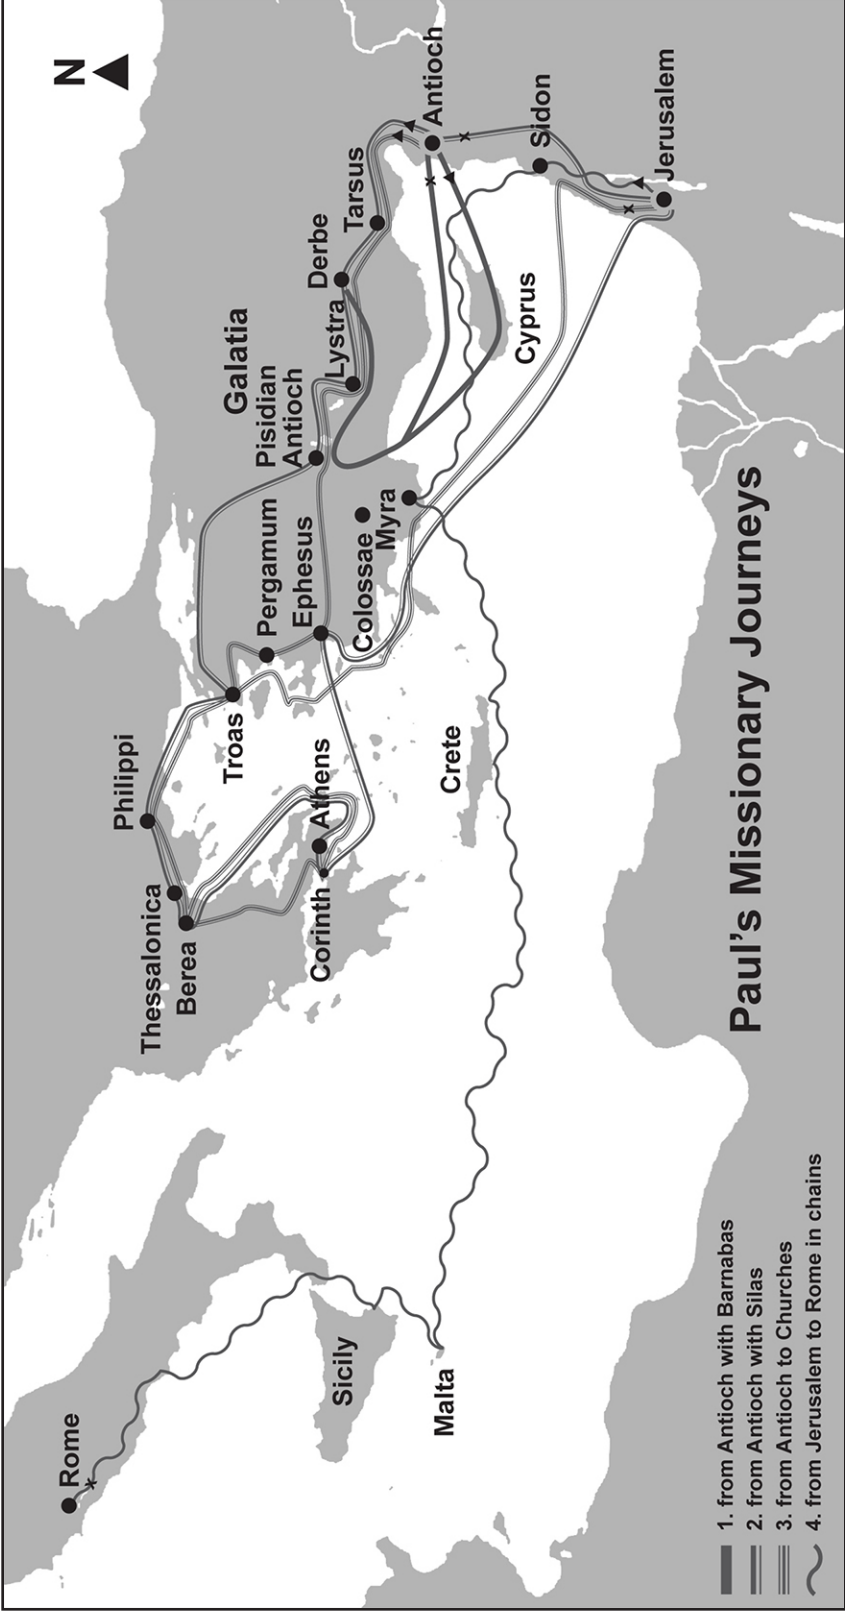 N
Rome
Sicily
Malta
Thessalonica
Berea
Philippi
Corinth
Athens
Troas
Crete
Pergamum
Ephesus
Colossae
Myra
Galatia
Pisidian
Antioch
Lystra
Derbe
Tarsus
Antioch
Cyprus
Sidon
Jerusalem
Paul's Missionary Journeys
1. from Antioch with Barnabas
2. from Antioch with Silas
3. from Antioch to Churches
4. from Jerusalem to Rome in chains